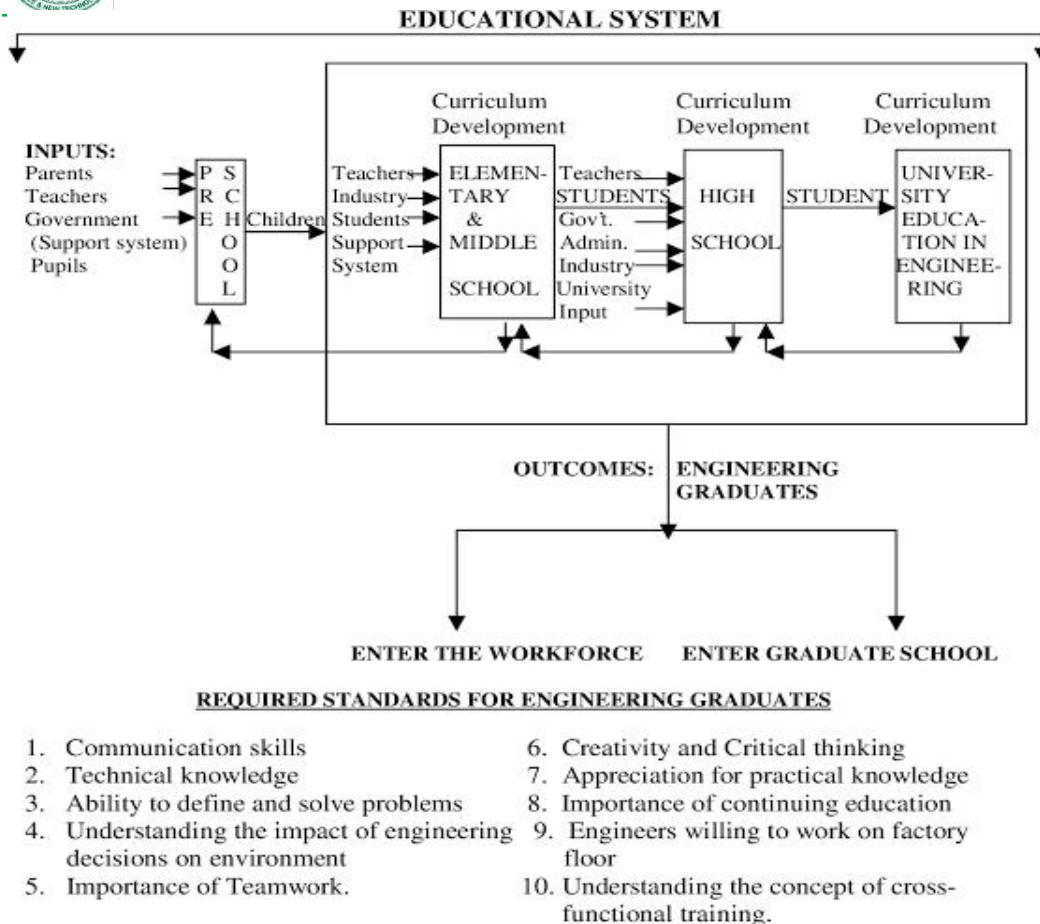 & NEW TECHNOLO
EDUCATIONAL SYSTEM
Curriculum
Development
Curriculum
Development
Curriculum
Development
INPUTS:
Parents
Teachers
Government
(Support system)
Pupils
PRE
SCHOOOL
Children
Teachers
Industry
Students
Support
System
ELEMEN-
TARY
&
MIDDLE
SCHOOL
Teachers
STUDENTS
Gov't.
Admin.
Industry
University
Input
HIGH
SCHOOL
STUDENT
UNIVER-
SITY
EDUCA-
TION IN
ENGINEE-
RING
OUTCOMES:
ENGINEERING
GRADUATES
ENTER THE WORKFORCE
ENTER GRADUATE SCHOOL
REQUIRED STANDARDS FOR ENGINEERING GRADUATES
1. Communication skills
2. Technical knowledge
3. Ability to define and solve problems
4. Understanding the impact of engineering
decisions on environment
5. Importance of Teamwork.
6. Creativity and Critical thinking
7. Appreciation for practical knowledge
8. Importance of continuing education
9. Engineers willing to work on factory
floor
10. Understanding the concept of cross-
functional training.